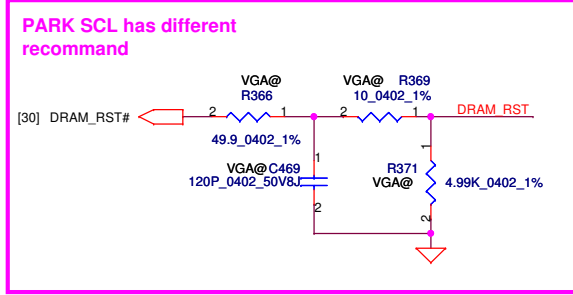 PARK SCL has different
recommand
VGA@
R366
VGA@ R369
10_0402_1%
[30] DRAM_RST#
2
1
2
1
DRAM_RST
49.9_0402_1%
VGA@ C469
120P_0402_50V8J
1
2
R371
VGA@
1
4.99K_0402_1%
2